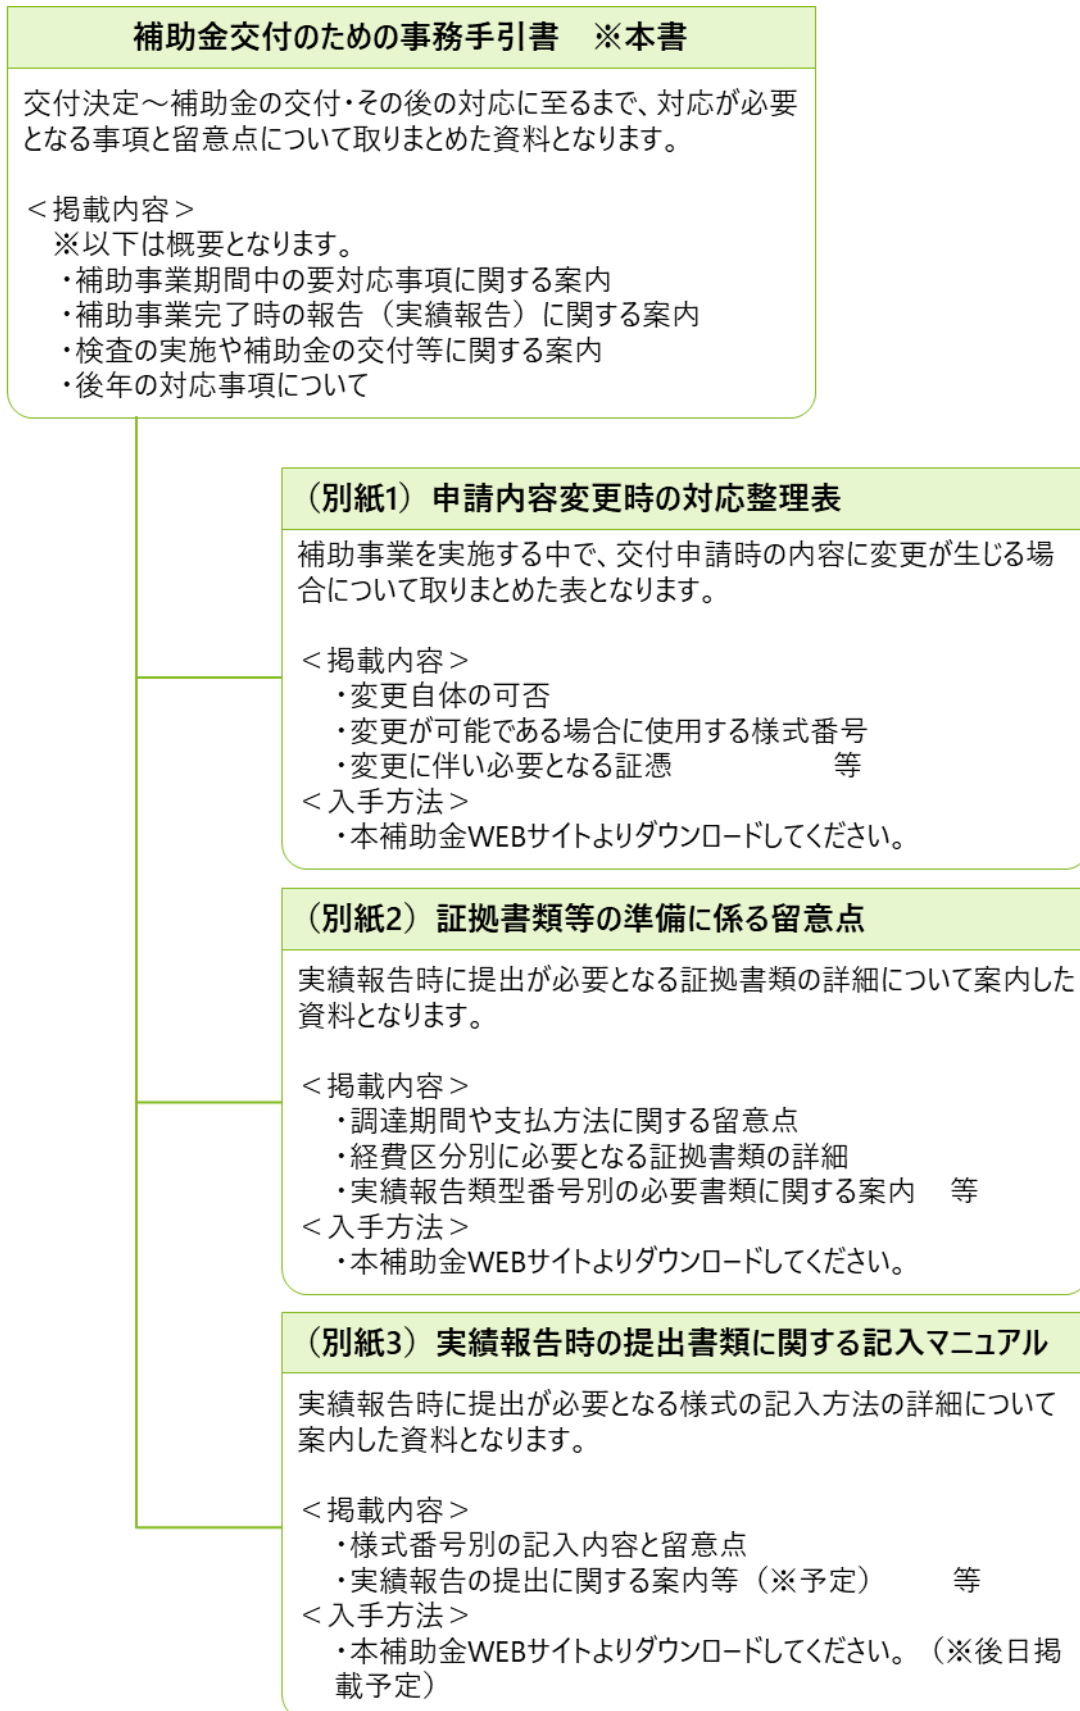 補助金交付のための事務手引書　※本書
交付決定～補助金の交付・その後の対応に至るまで、対応が必要
となる事項と留意点について取りまとめた資料となります。
＜掲載内容＞
※以下は概要となります。
・補助事業期間中の要対応事項に関する案内
・補助事業完了時の報告（実績報告）に関する案内
・検査の実施や補助金の交付等に関する案内
・後年の対応事項について
（別紙1）申請内容変更時の対応整理表
補助事業を実施する中で、交付申請時の内容に変更が生じる場
合について取りまとめた表となります。
＜掲載内容＞
・変更自体の可否
・変更が可能である場合に使用する様式番号
・変更に伴い必要となる証憑　　　　　　等
＜入手方法＞
・本補助金WEBサイトよりダウンロードしてください。
（別紙2）証拠書類等の準備に係る留意点
実績報告時に提出が必要となる証拠書類の詳細について案内した
資料となります。
＜掲載内容＞
・調達期間や支払方法に関する留意点
・経費区分別に必要となる証拠書類の詳細
・実績報告類型番号別の必要書類に関する案内　等
＜入手方法＞
・本補助金WEBサイトよりダウンロードしてください。
（別紙3）実績報告時の提出書類に関する記入マニュアル
実績報告時に提出が必要となる様式の記入方法の詳細について
案内した資料となります。
＜掲載内容＞
・様式番号別の記入内容と留意点
・実績報告の提出に関する案内等（※予定）　　　等
＜入手方法＞
・本補助金WEBサイトよりダウンロードしてください。（※後日掲
載予定）